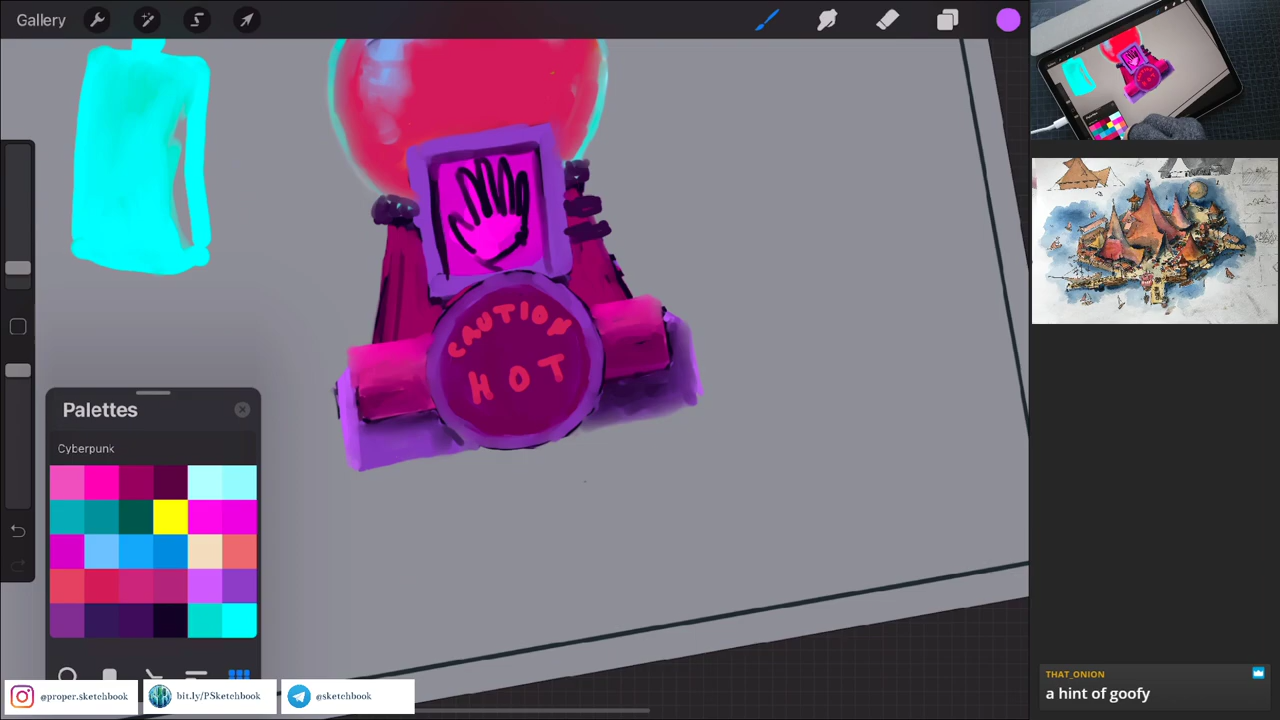 Gallery
CAUTION
HOT
Palettes
Cyberpunk
@proper.sketchbook
bit.ly/PSketchbook
@sketchbook
THAT_ONION
a hint of goofy